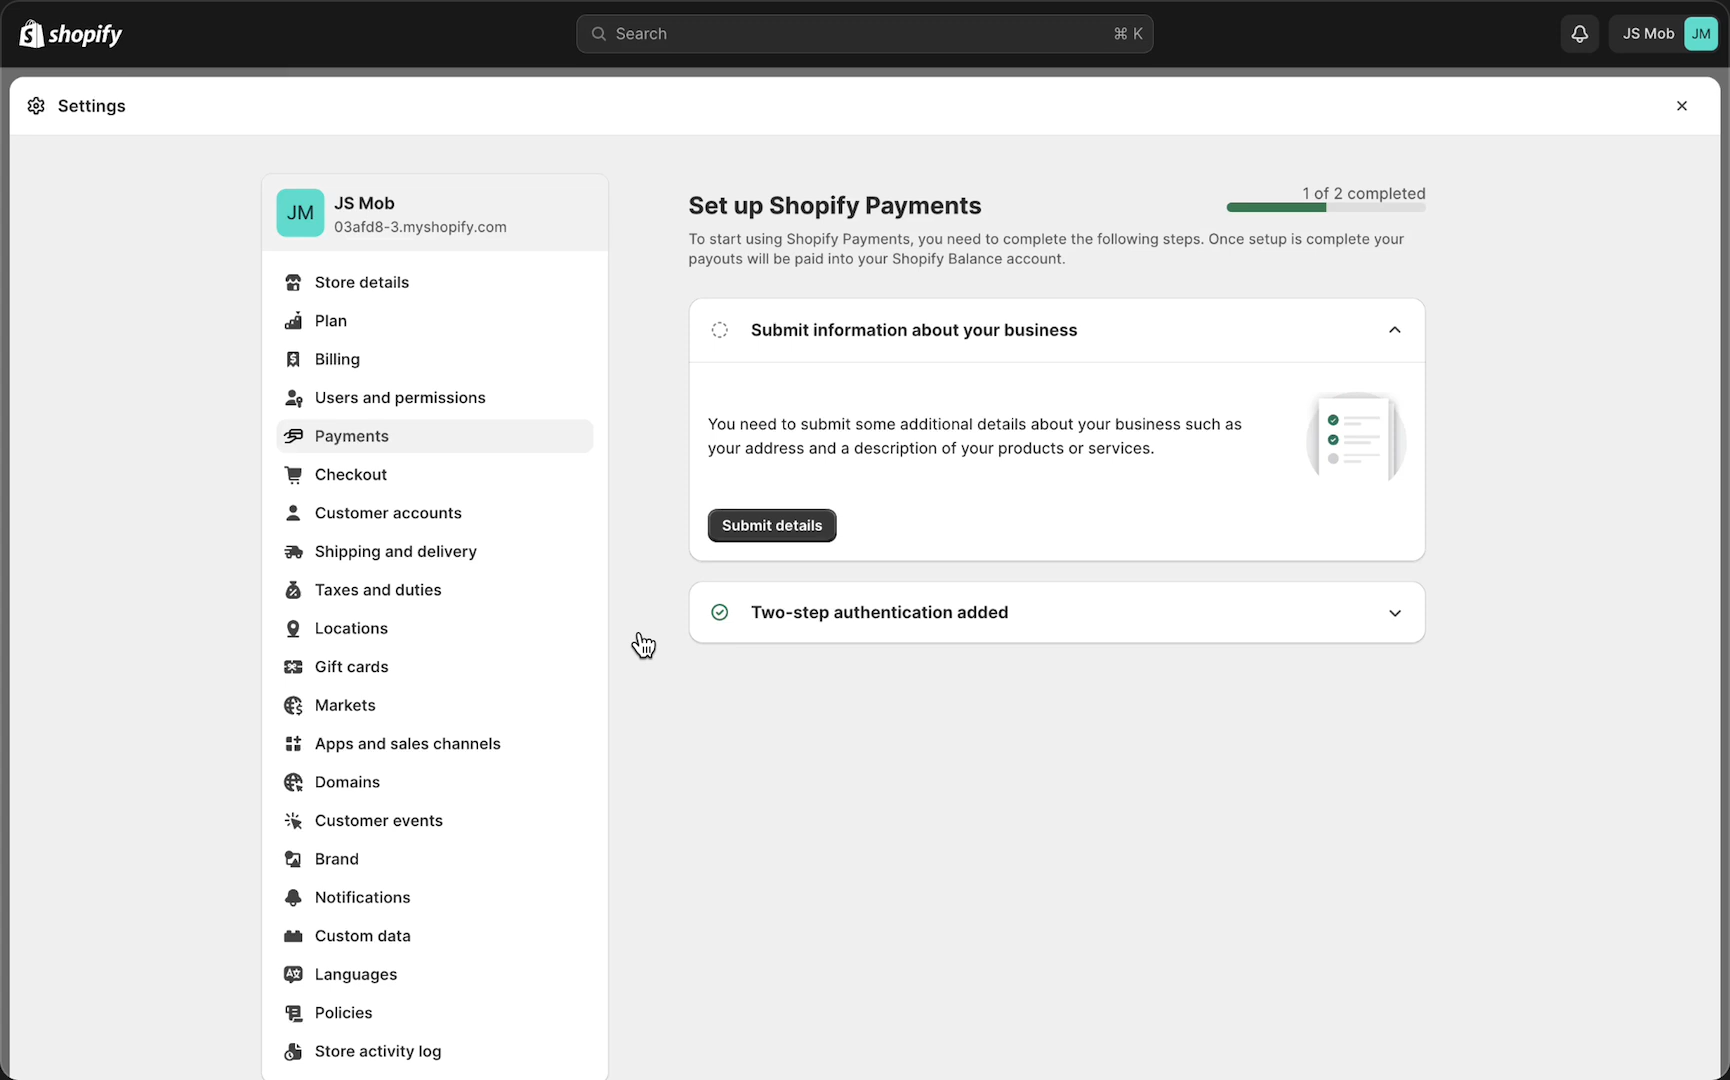 shopify
Search
⌘ K
JS Mob
JM
Settings
JM
JS Mob
03afd8-3.myshopify.com
Store details
Plan
Billing
Users and permissions
Payments
Checkout
Customer accounts
Shipping and delivery
Taxes and duties
Locations
Gift cards
Markets
Apps and sales channels
Domains
Customer events
Brand
Notifications
Custom data
Languages
Policies
Store activity log
Set up Shopify Payments
1 of 2 completed
To start using Shopify Payments, you need to complete the following steps. Once setup is complete your
payouts will be paid into your Shopify Balance account.
Submit information about your business
You need to submit some additional details about your business such as
your address and a description of your products or services.
Submit details
Two-step authentication added